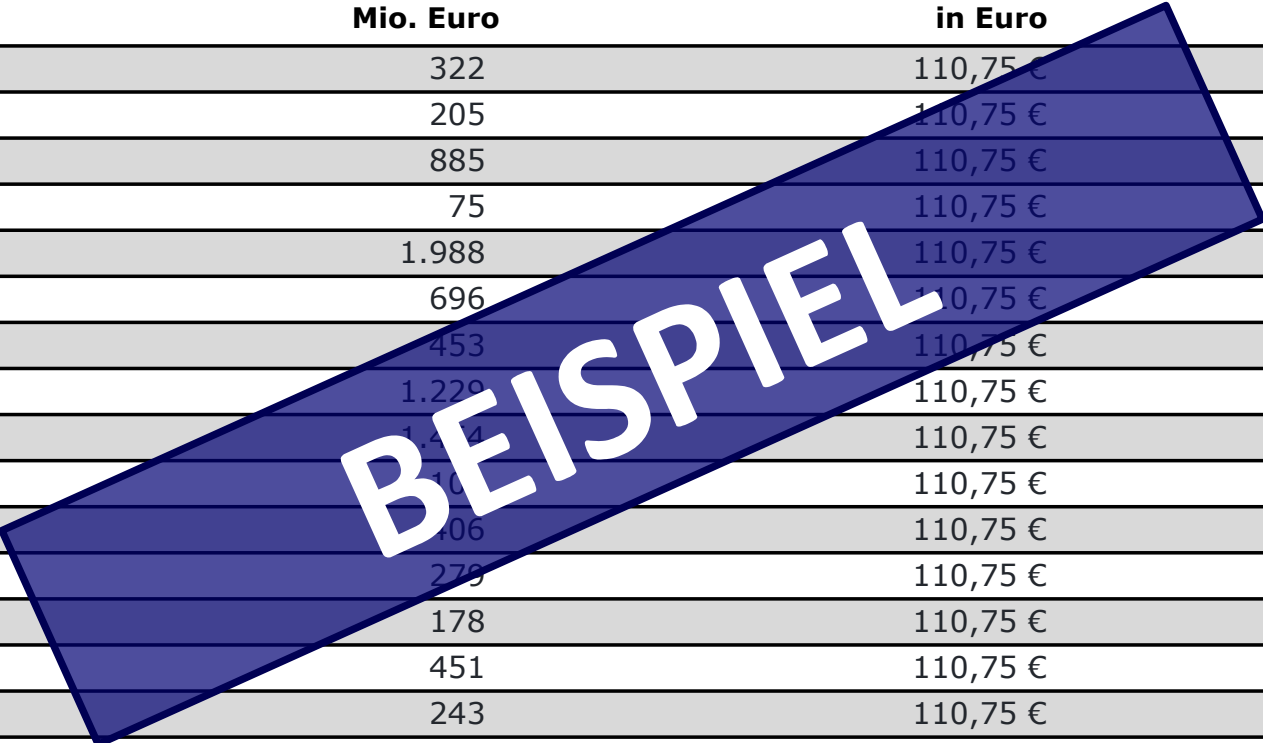 Mio. Euro in Euro
322 110,75 €
205 110,75 €
885 110,75 €
75 110,75 €
1.988 110,75 €
696 110,75 €
453 110,75 €
1.229 110,75 €
110,75 €
110,75 €
110,75 €
279 110,75 €
178 110,75 €
451 110,75 €
243 110,75 €
BEISPIEL